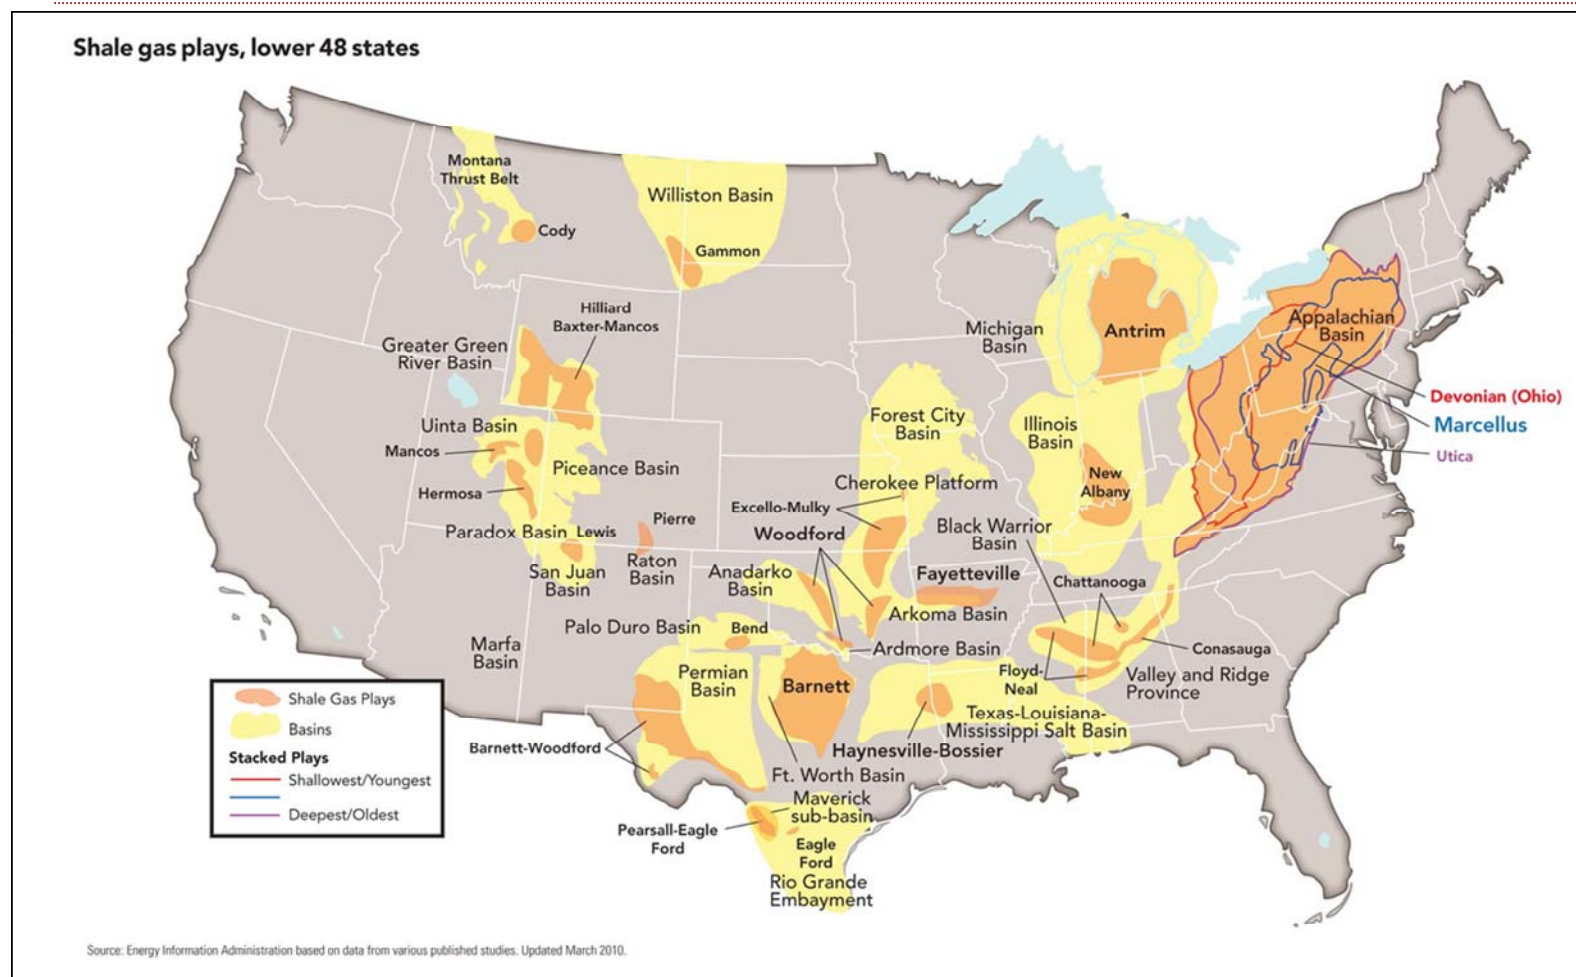 Shale gas plays, lower 48 states
Montana
Thrust Belt
Cody
Williston Basin
Gammon
Hilliard
Baxter-Mancos
Greater Green
River Basin
Uinta Basin
Mancos
Piceance Basin
Hermosa
Paradox Basin
Lewis
Pierre
San Juan
Basin
Raton
Basin
Michigan
Basin
Antrim
Appalachian
Basin
Devonian (Ohio)
Marcellus
Utica
Forest City
Basin
Illinois
Basin
New
Albany
Cherokee Platform
Excello-Mulky
Woodford
Black Warrior
Basin
Anadarko
Basin
Fayetteville
Chattanooga
Arkoma Basin
Palo Duro Basin
Bend
Ardmore Basin
Conasauga
Marfa
Basin
Permian
Basin
Barnett
Floyd-
Neal
Valley and Ridge
Province
Texas-Louisiana-
Mississippi Salt Basin
Haynesville-Bossier
Barnett-Woodford
Ft. Worth Basin
Maverick
sub-basin
Pearsall-Eagle
Ford
Eagle
Ford
Rio Grande
Embayment
Shale Gas Plays
Basins
Stacked Plays
Shallowest/Youngest
Deepest/Oldest
Source: Energy Information Administration based on data from various published studies. Updated March 2010.